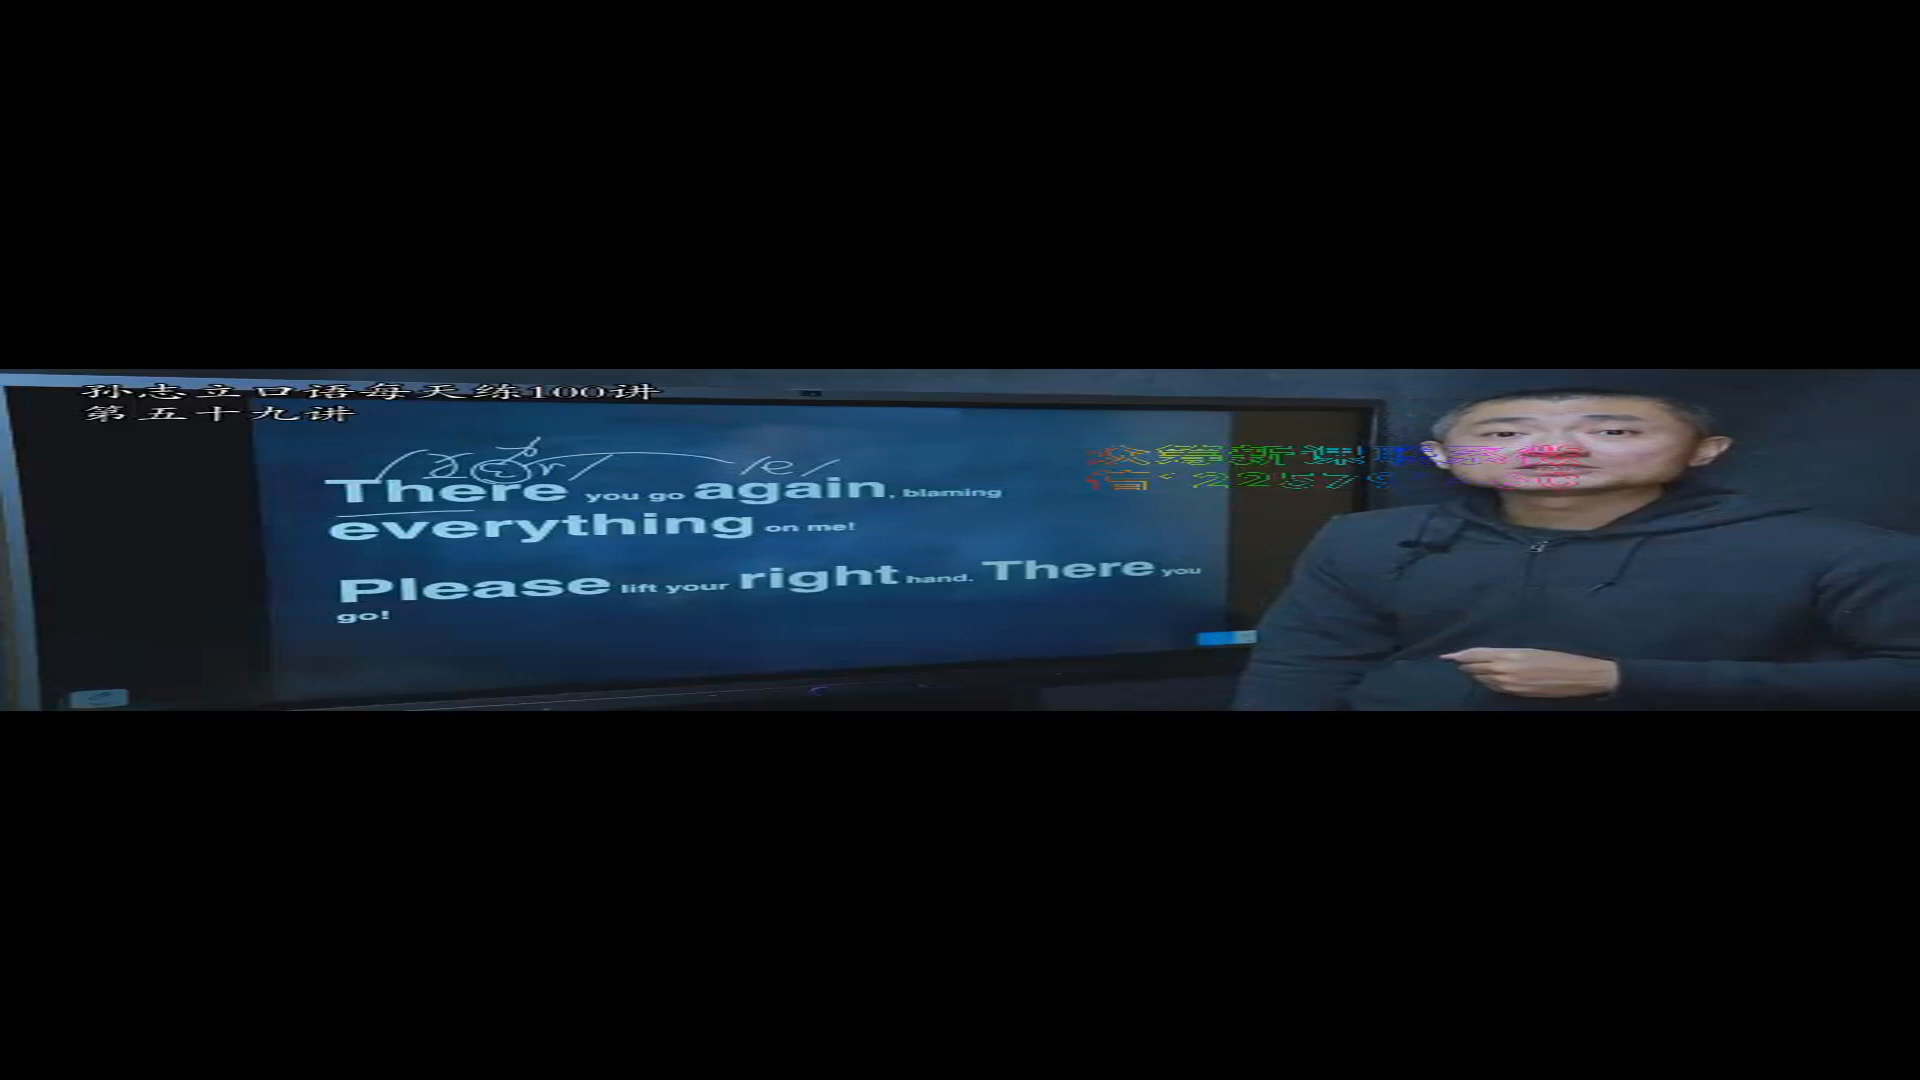 孙志立口语每天练100讲
第五十九讲
There you go again, blaming
everything on me!
Please lift your right hand. There you
go!